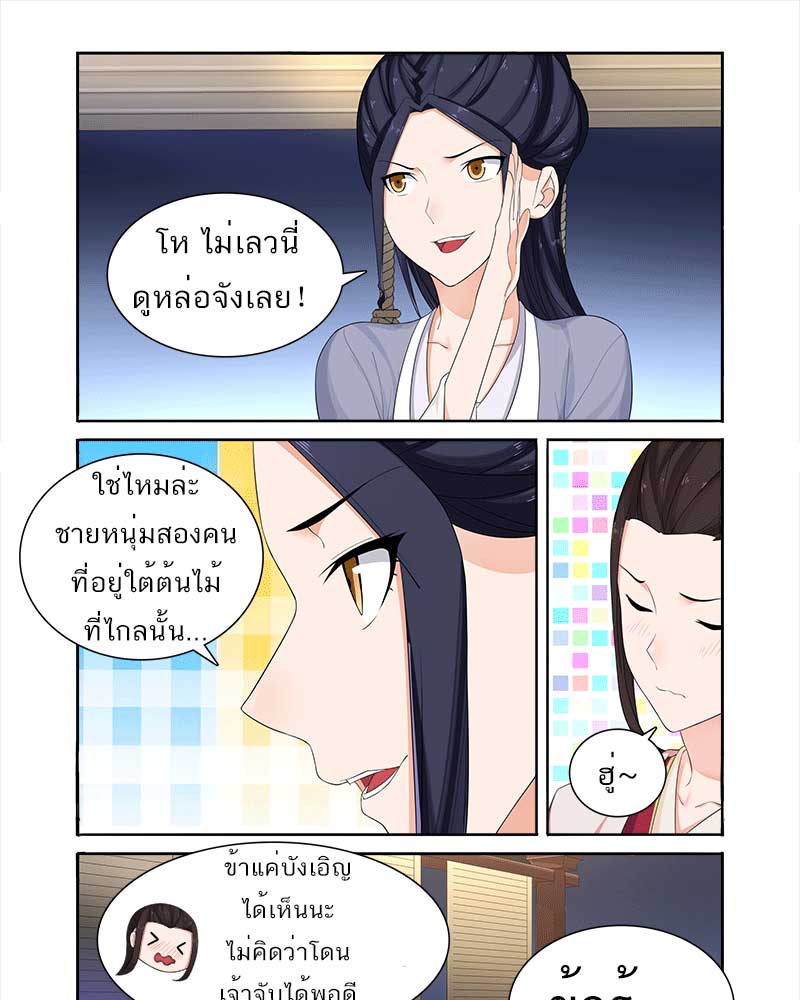 โห ไม่เลวนี่
ดูหล่อจังเลย!
ใช่ไหมล่ะ
ชายหนุ่มสองคน
ที่อยู่ใต้ต้นไม้
ที่ไกลนั้น...
ฮู่~
ข้าแค่บังเอิญ
ได้เห็นนะ
ไม่คิดว่าโดน
เจ้าจับได้พอดี